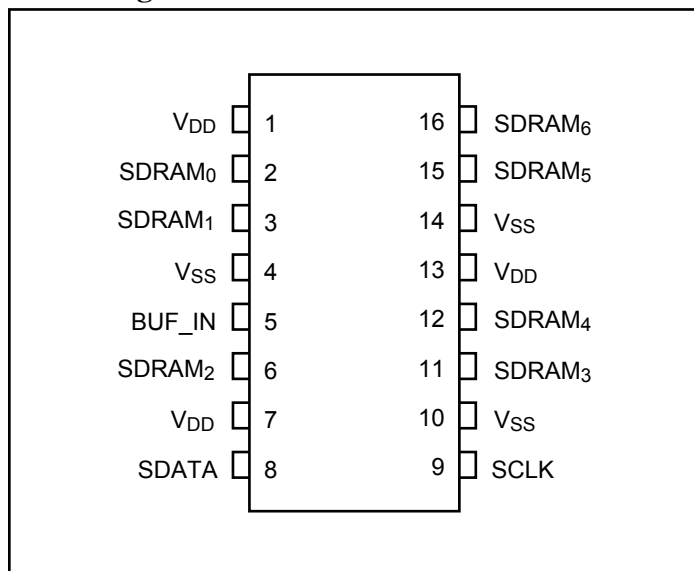 VDD 1 16 SDRAM6
SDRAM0 2 15 SDRAM5
SDRAM1 3 14 VSS
VSS 4 13 VDD
BUF_IN 5 12 SDRAM4
SDRAM2 6 11 SDRAM3
VDD 7 10 VSS
SDATA 8 9 SCLK